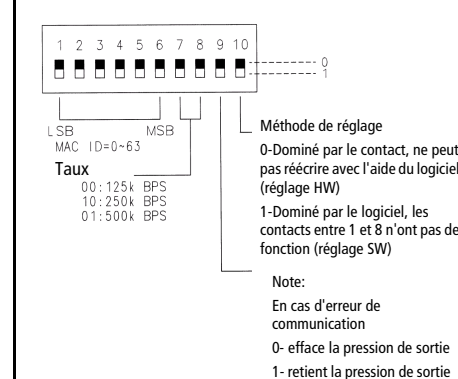 1 2 3 4 5 6 7 8 9 10
0
1
LSB MSB
MAC ID=0~63
Taux
00:125k BPS
10:250k BPS
01:500k BPS
Méthode de réglage
0-Dominé par le contact, ne peut
pas réécrire avec l'aide du logiciel
(réglage HW)
1-Dominé par le logiciel, les
contacts entre 1 et 8 n'ont pas de
fonction (réglage SW)
Note:
En cas d'erreur de
communication
0- efface la pression de sortie
1- retient la pression de sortie